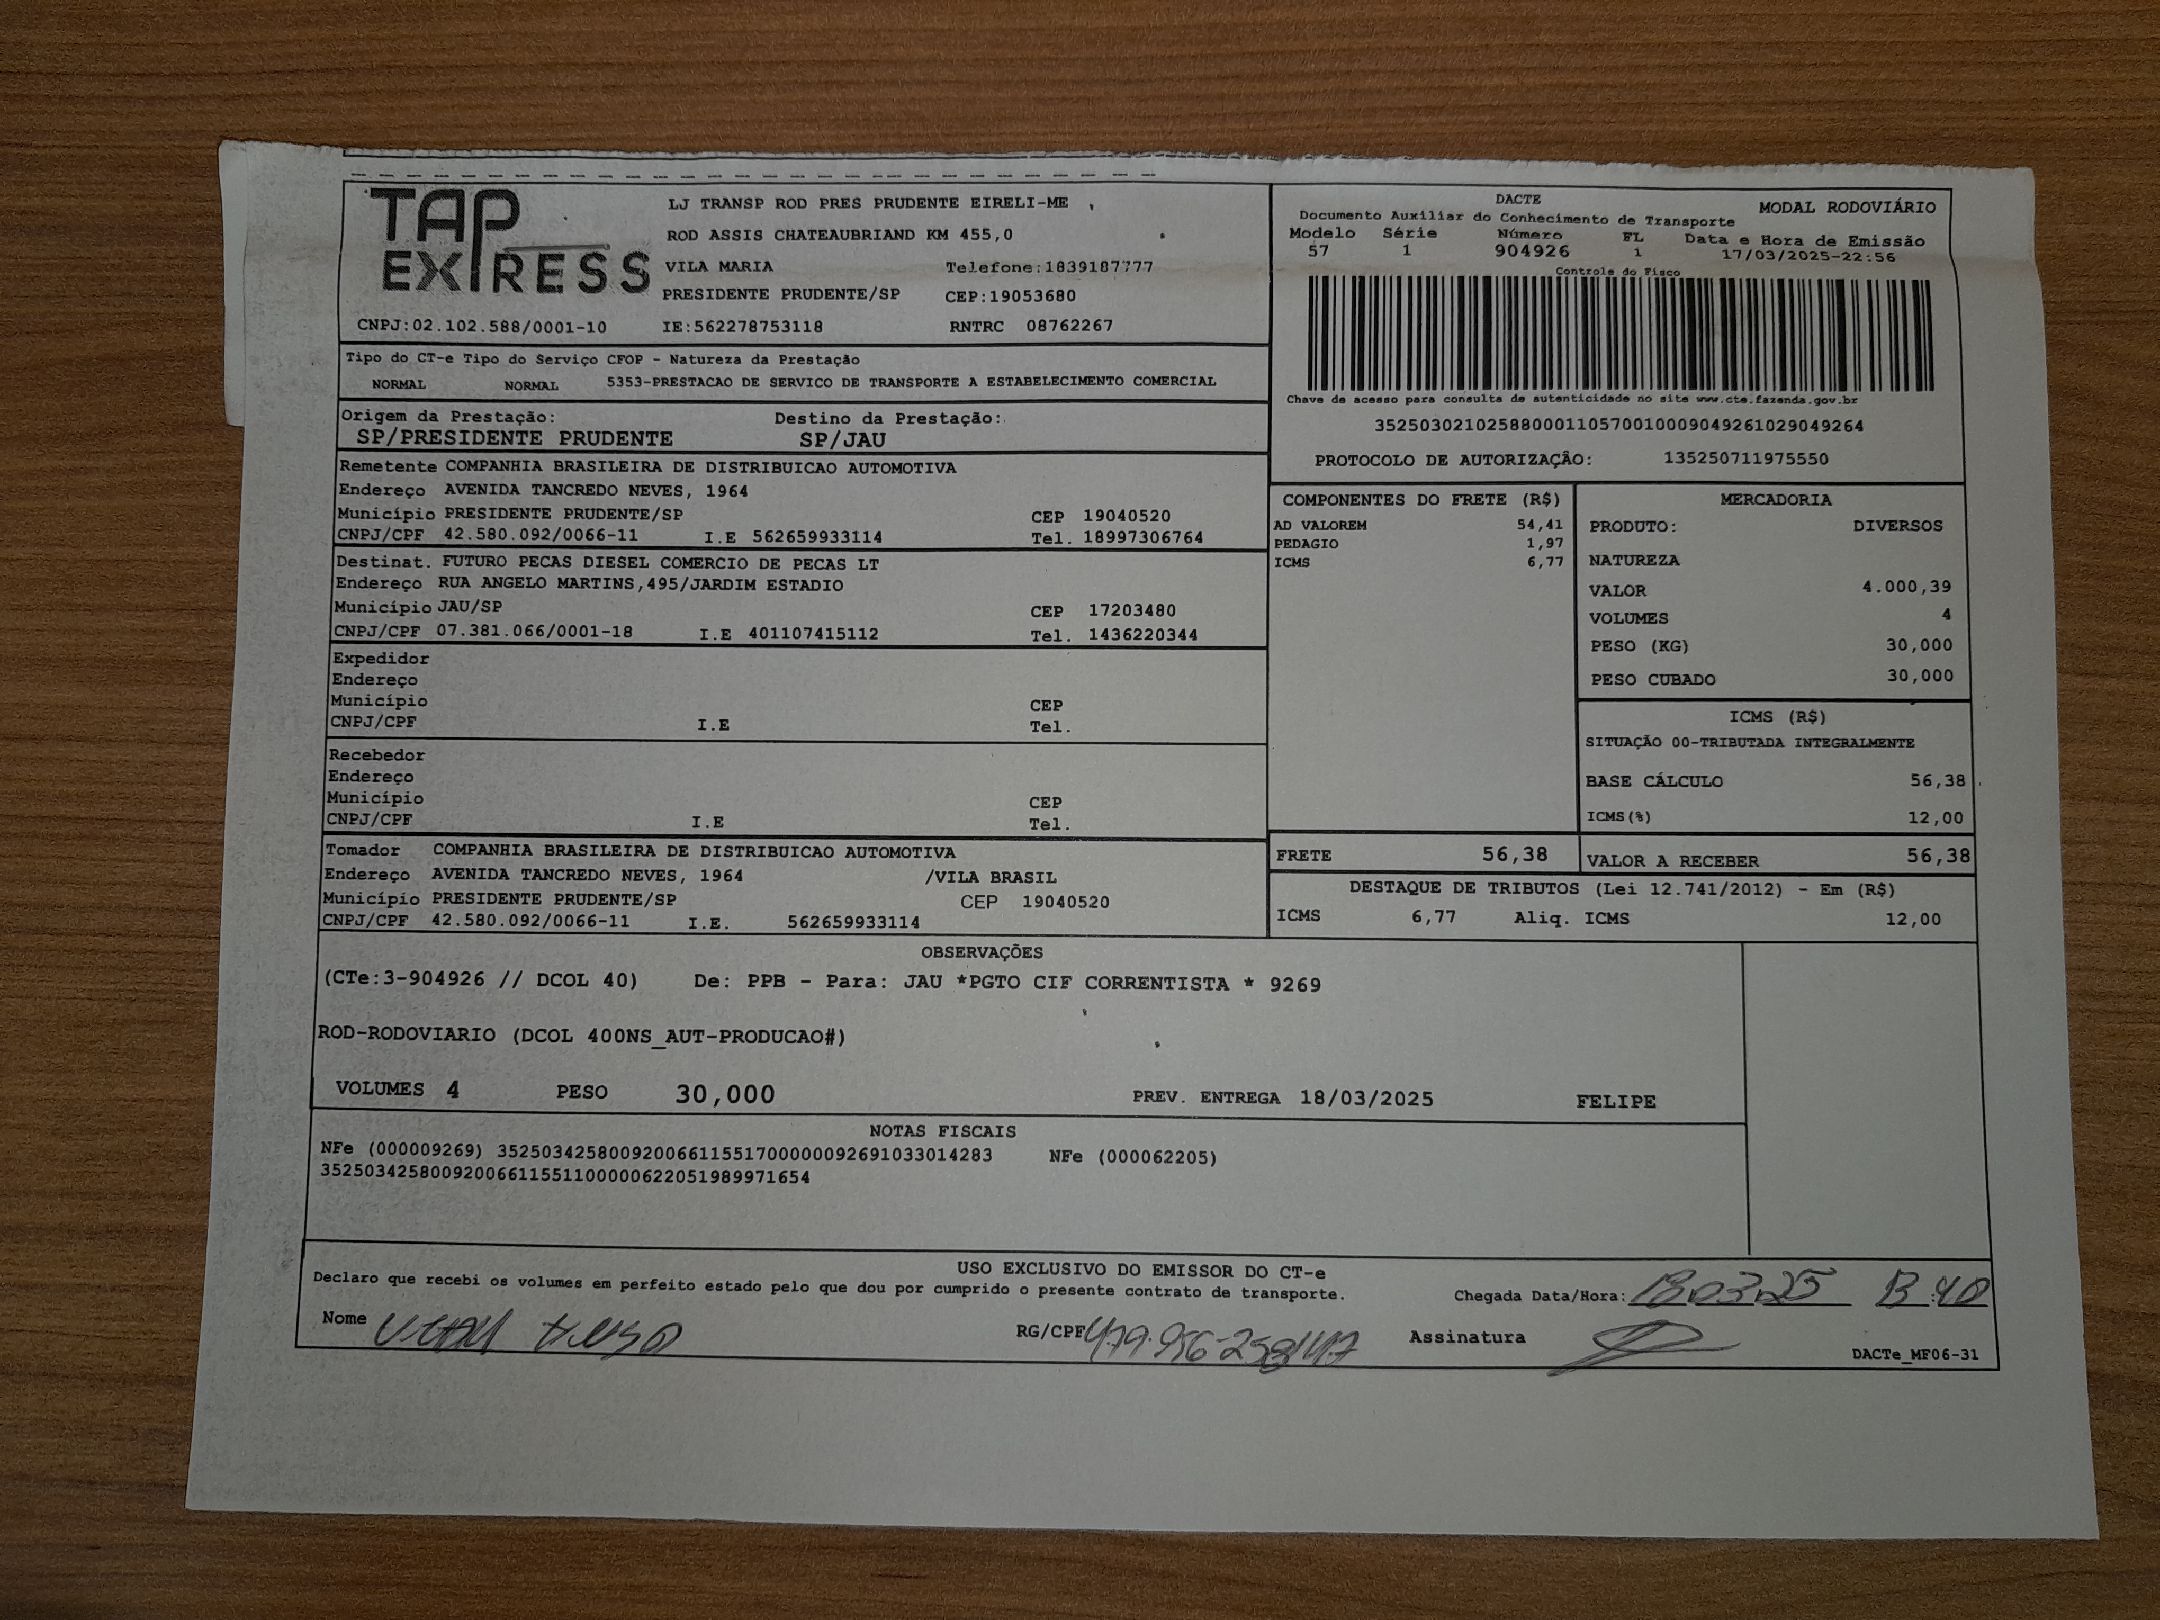 TAP EXPRESS
LJ TRANSP ROD PRES PRUDENTE EIRELI-ME
ROD ASSIS CHATEAUBRIAND KM 455,0
VILA MARIA Telefone:1839187777
PRESIDENTE PRUDENTE/SP CEP:19053680
CNPJ:02.102.588/0001-10 IE:562278753118 RNTRC 08762267
DACTE
MODAL RODOVIÁRIO
Documento Auxiliar do Conhecimento de Transporte
Modelo Série Número FL Data e Hora de Emissão
57 1 904926 1 17/03/2025-22:56
Controle do Fisco
Chave de acesso para consulta de autenticidade no site www.cte.fazenda.gov.br
35250302102588000110570010009049261029049264
PROTOCOLO DE AUTORIZAÇÃO: 135250711975550
Tipo do CT-e Tipo do Serviço CFOP - Natureza da Prestação
NORMAL NORMAL 5353-PRESTACAO DE SERVICO DE TRANSPORTE A ESTABELECIMENTO COMERCIAL
Origem da Prestação: Destino da Prestação:
SP/PRESIDENTE PRUDENTE SP/JAU
Remetente COMPANHIA BRASILEIRA DE DISTRIBUICAO AUTOMOTIVA
Endereço AVENIDA TANCREDO NEVES, 1964
Município PRESIDENTE PRUDENTE/SP CEP 19040520
CNPJ/CPF 42.580.092/0066-11 I.E 562659933114 Tel. 18997306764
Destinat. FUTURO PECAS DIESEL COMERCIO DE PECAS LT
Endereço RUA ANGELO MARTINS,495/JARDIM ESTADIO
Município JAU/SP CEP 17203480
CNPJ/CPF 07.381.066/0001-18 I.E 401107415112 Tel. 1436220344
Expedidor
Endereço
Município CEP
CNPJ/CPF I.E Tel.
Recebedor
Endereço
Município CEP
CNPJ/CPF I.E Tel.
Tomador COMPANHIA BRASILEIRA DE DISTRIBUICAO AUTOMOTIVA
Endereço AVENIDA TANCREDO NEVES, 1964 /VILA BRASIL
Município PRESIDENTE PRUDENTE/SP CEP 19040520
CNPJ/CPF 42.580.092/0066-11 I.E. 562659933114
COMPONENTES DO FRETE (R$)
AD VALOREM 54,41
PEDAGIO 1,97
ICMS 6,77
MERCADORIA
PRODUTO: DIVERSOS
NATUREZA
VALOR 4.000,39
VOLUMES 4
PESO (KG) 30,000
PESO CUBADO 30,000
ICMS (R$)
SITUAÇÃO 00-TRIBUTADA INTEGRALMENTE
BASE CÁLCULO 56,38
ICMS(%) 12,00
FRETE 56,38 VALOR A RECEBER 56,38
DESTAQUE DE TRIBUTOS (Lei 12.741/2012) - Em (R$)
ICMS 6,77 Aliq. ICMS 12,00
OBSERVAÇÕES
(CTe:3-904926 // DCOL 40) De: PPB - Para: JAU *PGTO CIF CORRENTISTA * 9269
ROD-RODOVIARIO (DCOL 400NS_AUT-PRODUCAO#)
VOLUMES 4 PESO 30,000 PREV. ENTREGA 18/03/2025 FELIPE
NOTAS FISCAIS
NFe (000009269) 35250342580092006611551700000092691033014283 NFe (000062205)
35250342580092006611551100000622051989971654
USO EXCLUSIVO DO EMISSOR DO CT-e
Declaro que recebi os volumes em perfeito estado pelo que dou por cumprido o presente contrato de transporte.
Chegada Data/Hora: 18.03.25 13:40
Nome
RG/CPF Assinatura
DACTe_MF06-31